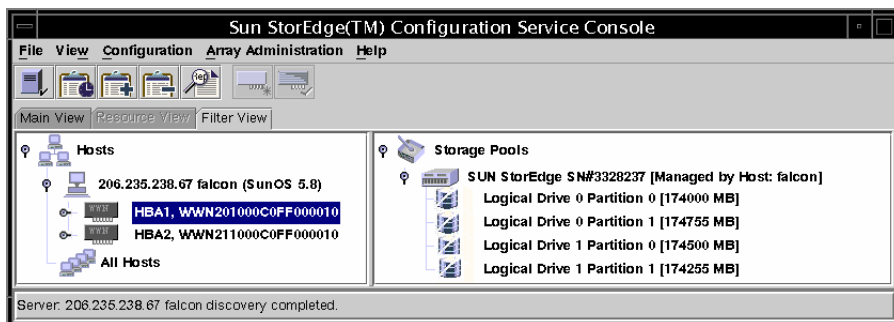 Sun StorEdge(TM) Configuration Service Console
File View Configuration Array Administration Help
Main View Resource View Filter View
Hosts
206.235.238.67 falcon (SunOS 5.8)
HBA1, WWN201000C0FF000010
HBA2, WWN211000C0FF000010
All Hosts
Storage Pools
SUN StorEdge SN#3328237 [Managed by Host: falcon]
Logical Drive 0 Partition 0 [174000 MB]
Logical Drive 0 Partition 1 [174755 MB]
Logical Drive 1 Partition 0 [174500 MB]
Logical Drive 1 Partition 1 [174255 MB]
Server: 206.235.238.67 falcon discovery completed.